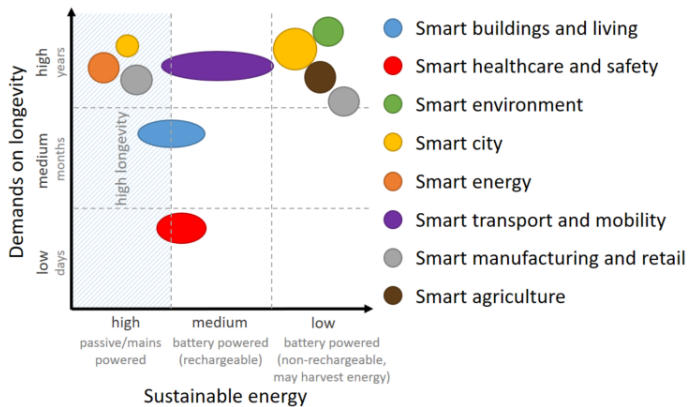 Demands on longevity
high
years
medium
months
low
days
high longevity
high
passive/mains
powered
medium
battery powered
(rechargeable)
low
battery powered
(non-rechargeable,
may harvest energy)
Sustainable energy
Smart buildings and living
Smart healthcare and safety
Smart environment
Smart city
Smart energy
Smart transport and mobility
Smart manufacturing and retail
Smart agriculture